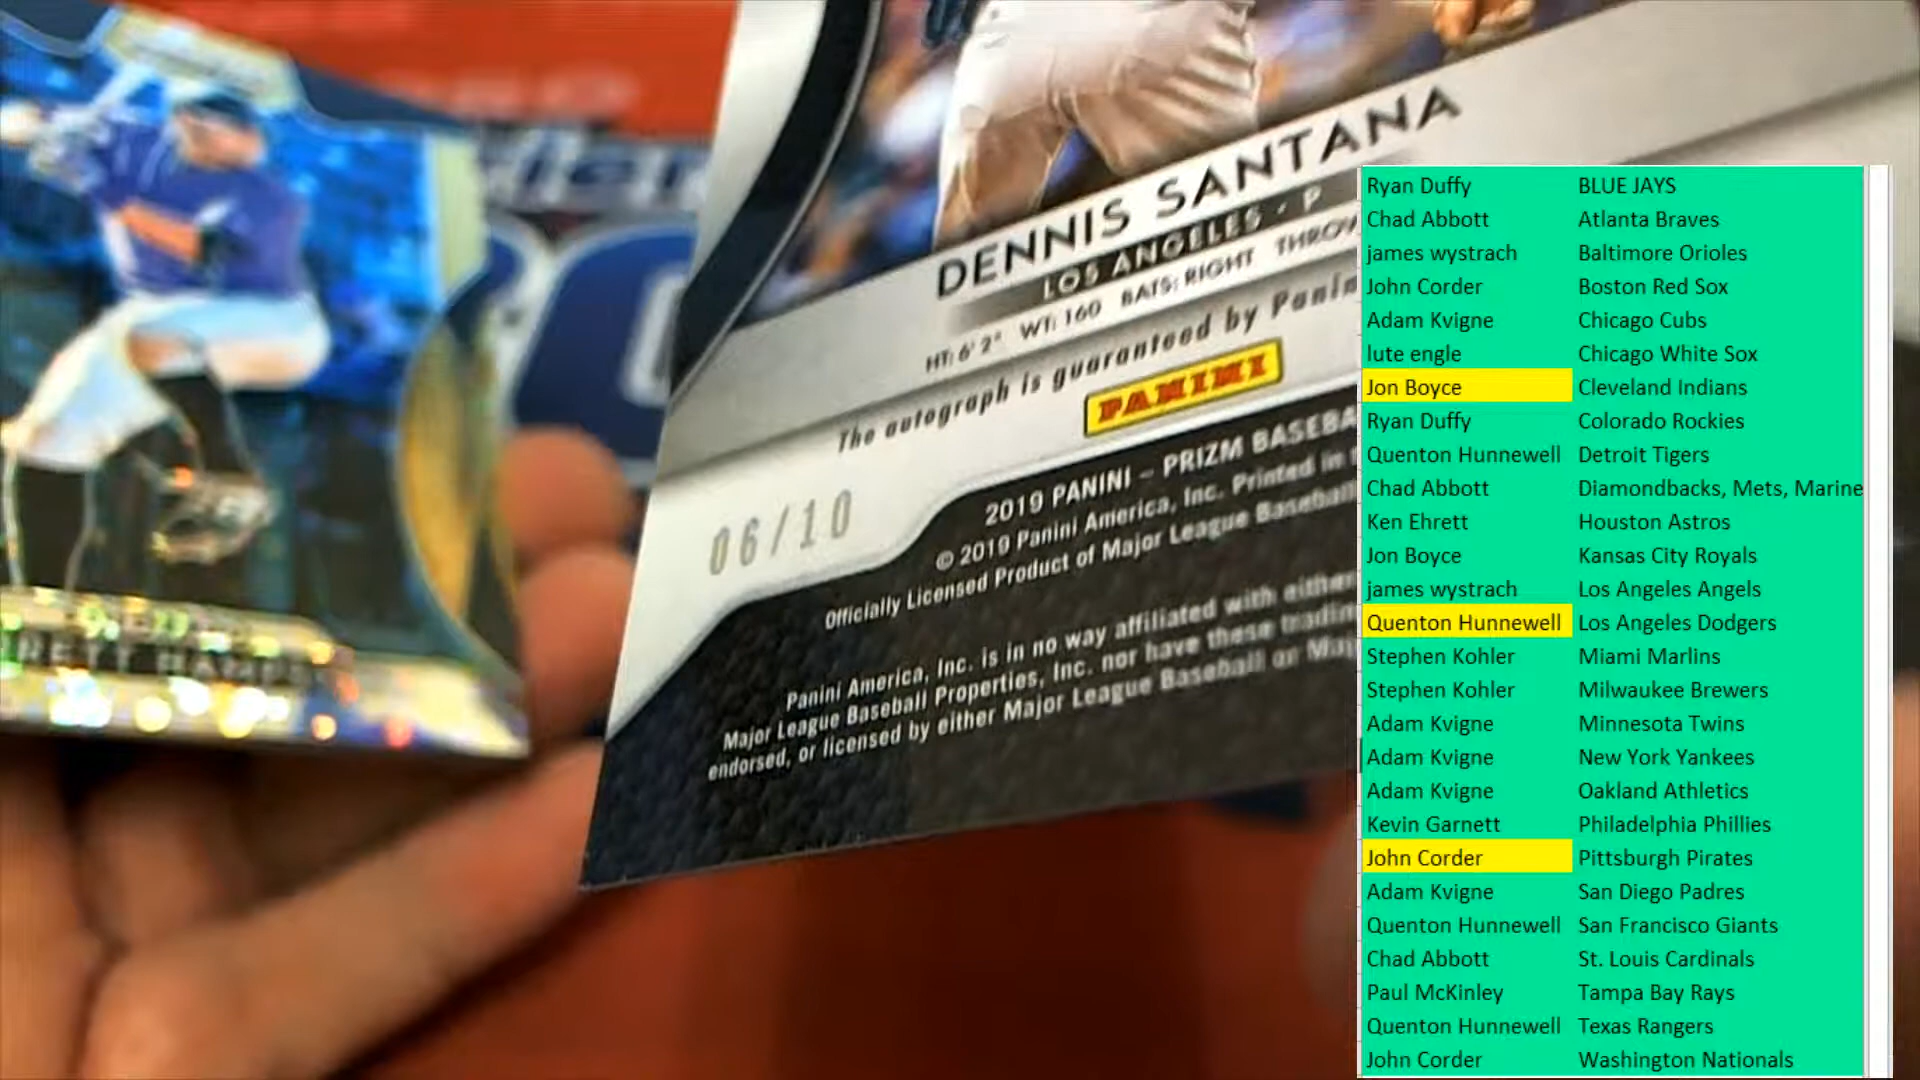 DENNIS SANTANA
LOS ANGELES - P
HT: 6' 2" WT: 160 BATS: RIGHT
The autograph is guaranteed by
PANINI
06/10
2019 PANINI – PRIZM
© 2019 Panini America, Inc. Printed in
Officially Licensed Product of Major League Baseball
Panini America, Inc. is in no way affiliated with either
Major League Baseball Properties, Inc. nor have these
endorsed, or licensed by either Major League Baseball or
Ryan Duffy BLUE JAYS
Chad Abbott Atlanta Braves
james wystrach Baltimore Orioles
John Corder Boston Red Sox
Adam Kvigne Chicago Cubs
lute engle Chicago White Sox
Jon Boyce Cleveland Indians
Ryan Duffy Colorado Rockies
Quenton Hunnewell Detroit Tigers
Chad Abbott Diamondbacks, Mets, Marine
Ken Ehrett Houston Astros
Jon Boyce Kansas City Royals
james wystrach Los Angeles Angels
Quenton Hunnewell Los Angeles Dodgers
Stephen Kohler Miami Marlins
Stephen Kohler Milwaukee Brewers
Adam Kvigne Minnesota Twins
Adam Kvigne New York Yankees
Adam Kvigne Oakland Athletics
Kevin Garnett Philadelphia Phillies
John Corder Pittsburgh Pirates
Adam Kvigne San Diego Padres
Quenton Hunnewell San Francisco Giants
Chad Abbott St. Louis Cardinals
Paul McKinley Tampa Bay Rays
Quenton Hunnewell Texas Rangers
John Corder Washington Nationals